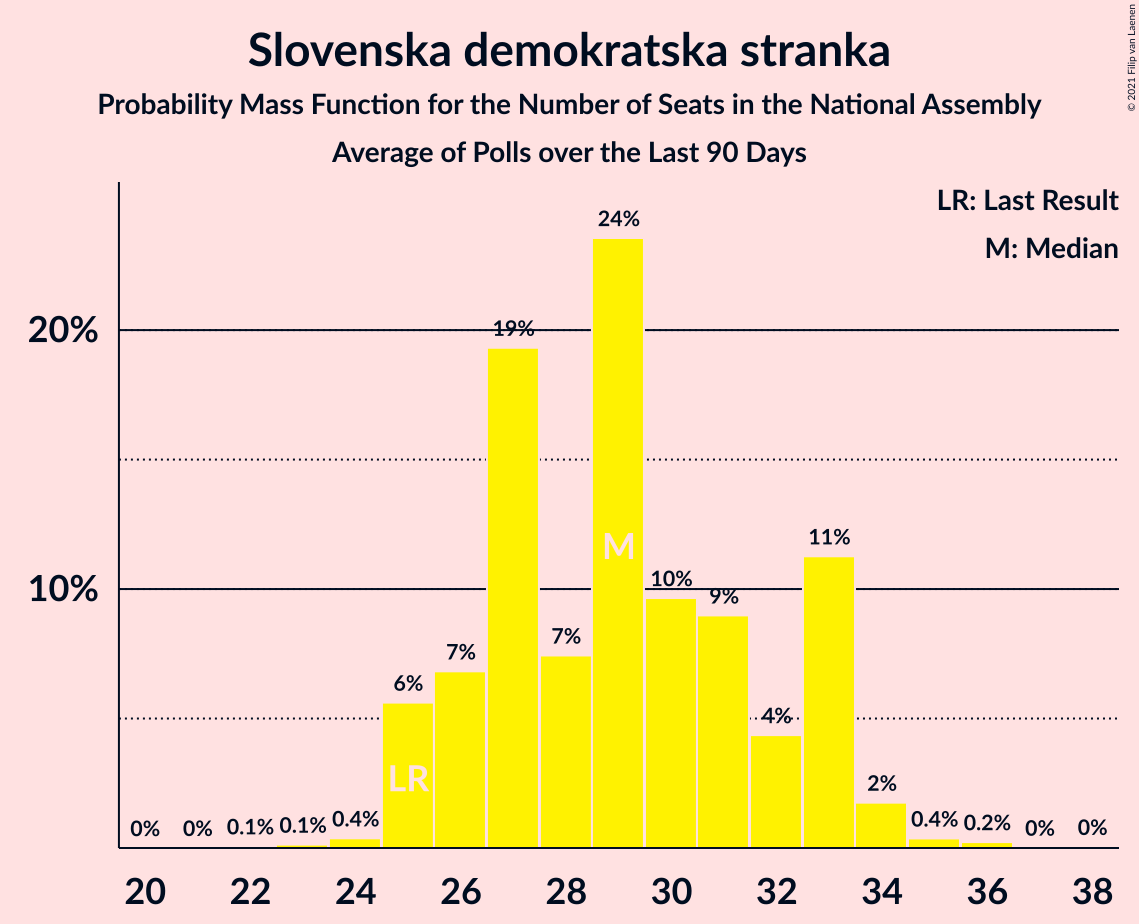 Slovenska demokratska stranka
Probability Mass Function for the Number of Seats in the National Assembly
Average of Polls over the Last 90 Days
© 2021 Filip van Laenen
LR: Last Result
M: Median
20%
10%
0%
0%
0.1%
0.1%
0.4%
6%
7%
19%
7%
24%
10%
9%
4%
11%
2%
0.4%
0.2%
0%
0%
LR
M
20 22 24 26 28 30 32 34 36 38